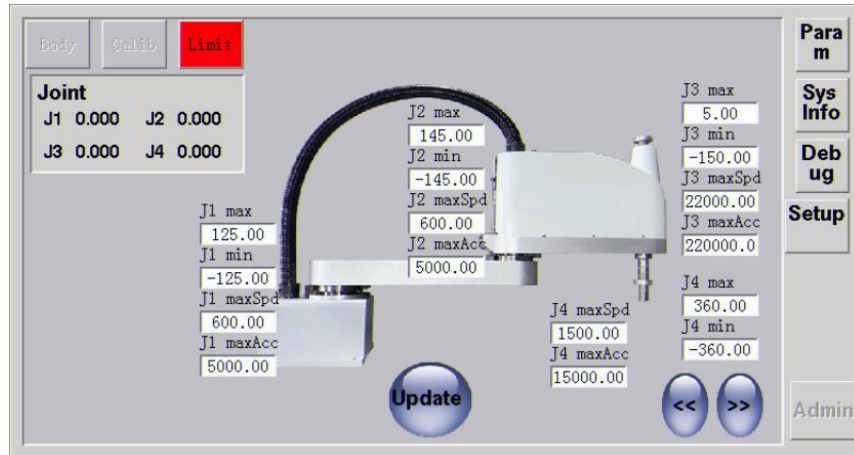 Body Calib Limit
Joint
J1 0.000 J2 0.000
J3 0.000 J4 0.000
J1 max
125.00
J1 min
-125.00
J1 maxSpd
600.00
J1 maxAcc
5000.00
J2 max
145.00
J2 min
-145.00
J2 maxSpd
600.00
J2 maxAcc
5000.00
J3 max
5.00
J3 min
-150.00
J3 maxSpd
22000.00
J3 maxAcc
220000.0
J4 maxSpd
1500.00
J4 maxAcc
15000.00
J4 max
360.00
J4 min
-360.00
Update
<< >>
Para
m
Sys
Info
Deb
ug
Setup
Admin